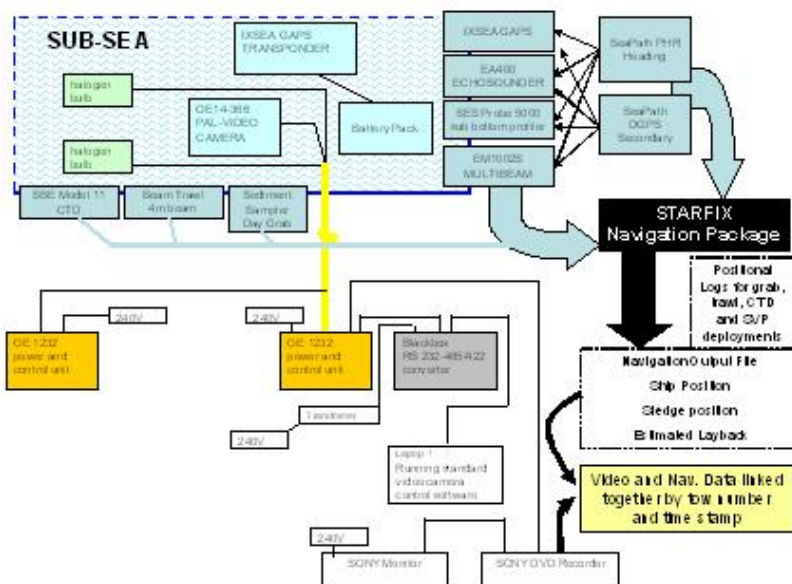 SUB-SEA
IXSEA GAPS
TRANSPONDER
halogen
bulb
OE14-366
PAL-VIDEO
CAMERA
Battery Pack
halogen
bulb
IXSEA GAPS
EA400
ECHOSOUNDER
SES Probe 5000
sub bottom profiler
EM1002S
MULTIBEAM
SeaPath PHR
Heading
SeaPath
DGPS
Secondary
SBE Model 11
CTD
Beam Trawl
4m beam
Sediment
Sampler
Day Grab
STARFIX
Navigation Package
Positional
Logs for grab,
trawl, CTD
and SVP
deployments
240V
240V
OE 1232
power and
control unit
OE 1232
power and
control unit
Blackbox
RS 232-485/422
converter
Navigation Output File
Ship Position
Sledge position
Estimated Layback
Transformer
240V
Laptop 1
Running standard
video camera
control software
Video and Nav. Data linked
together by tow number
and time stamp
240V
SONY Monitor
SONY DVD Recorder